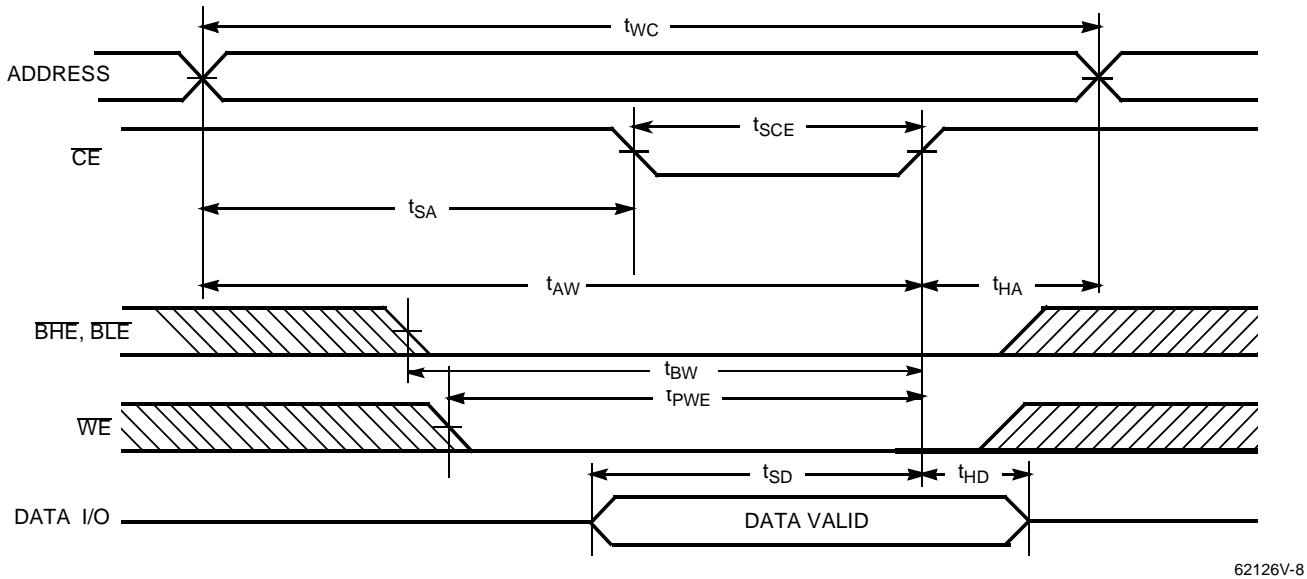 tWC
ADDRESS
tSCE
CE
tSA
tAW
tHA
BHE, BLE
tBW
tPWE
WE
tSD
tHD
DATA I/O
DATA VALID
62126V-8